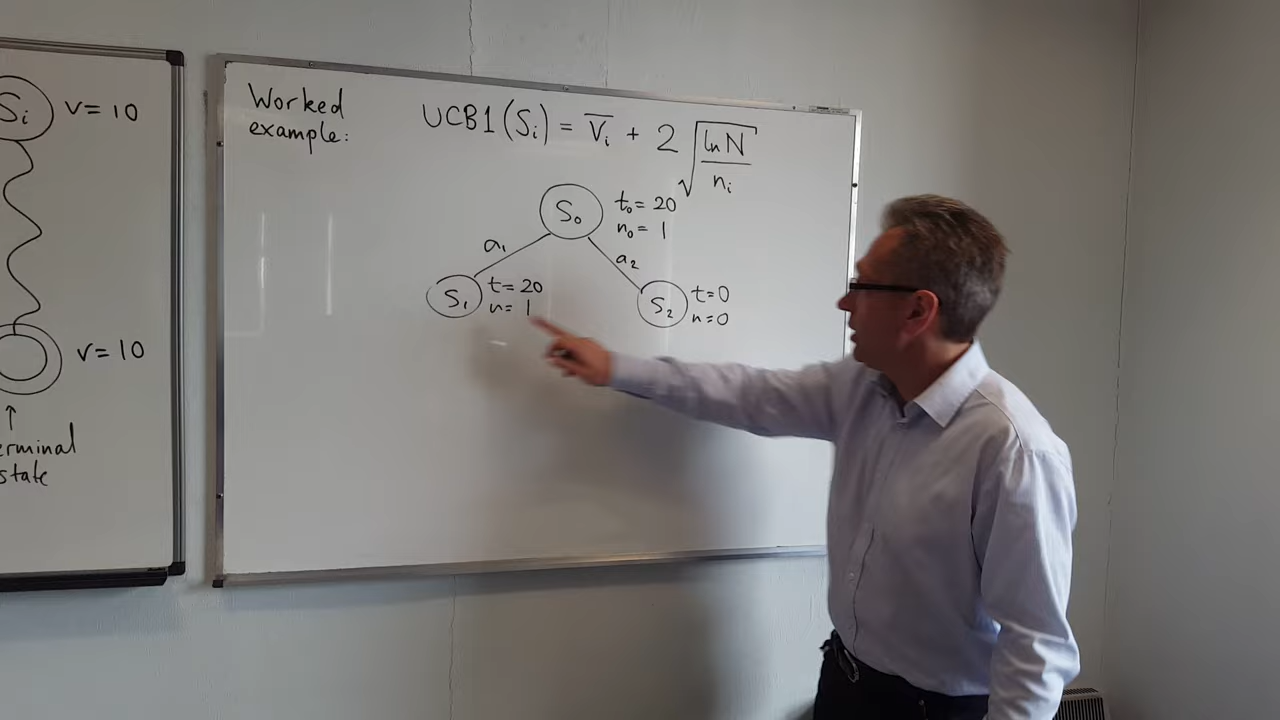 Si V = 10
V = 10
↑
erminal
state
Worked
example:
UCB1(Si) = V̅i + 2 √(ln N / ni)
S0
t0 = 20
n0 = 1
a1
a2
S1
t = 20
n = 1
S2
t = 0
n = 0